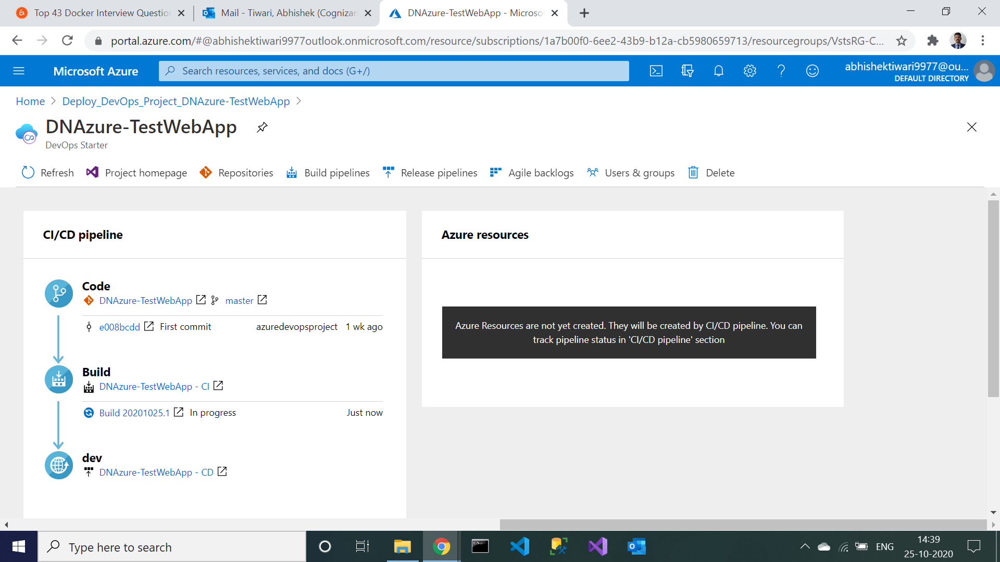 Top 43 Docker Interview Question
Mail - Tiwari, Abhishek (Cognizan
DNAzure-TestWebApp - Microsof
portal.azure.com/#@abhishektiwari9977outlook.onmicrosoft.com/resource/subscriptions/1a7b00f0-6ee2-43b9-b12a-cb5980659713/resourcegroups/VstsRG-C...
Microsoft Azure
Search resources, services, and docs (G+/)
abhishektiwari9977@ou...
DEFAULT DIRECTORY
Home
Deploy_DevOps_Project_DNAzure-TestWebApp
DNAzure-TestWebApp
DevOps Starter
Refresh
Project homepage
Repositories
Build pipelines
Release pipelines
Agile backlogs
Users & groups
Delete
CI/CD pipeline
Code
DNAzure-TestWebApp master
e008bcdd First commit azuredevopsproject 1 wk ago
Build
DNAzure-TestWebApp - CI
Build 20201025.1 In progress Just now
dev
DNAzure-TestWebApp - CD
Azure resources
Azure Resources are not yet created. They will be created by CI/CD pipeline. You can
track pipeline status in 'CI/CD pipeline' section
Type here to search
ENG
14:39
25-10-2020